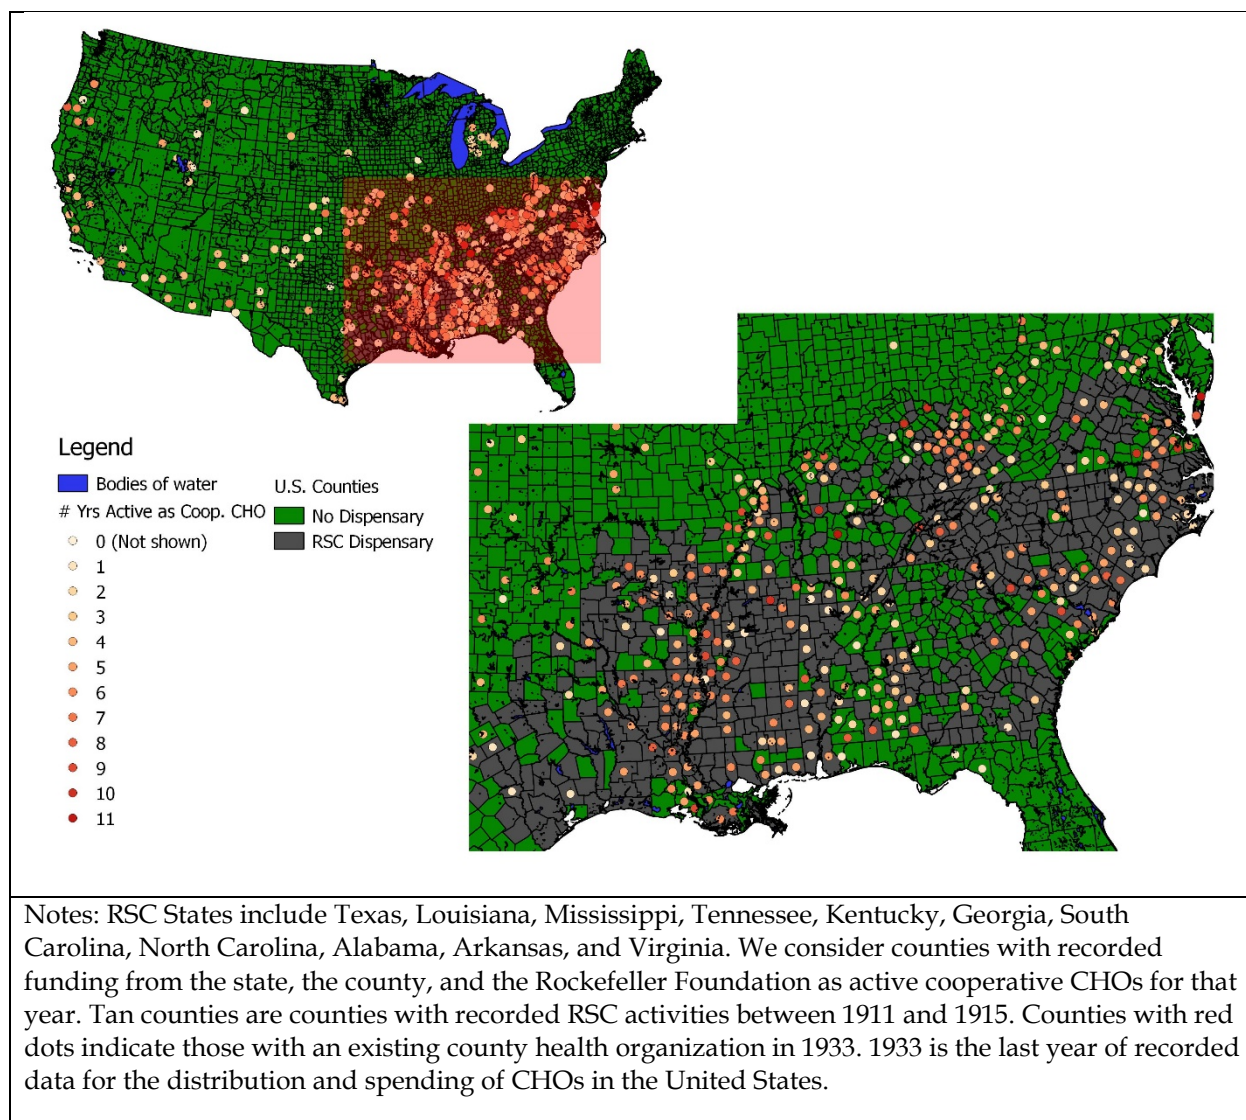 Legend
Bodies of water
# Yrs Active as Coop. CHO
0 (Not shown)
1
2
3
4
5
6
7
8
9
10
11
U.S. Counties
No Dispensary
RSC Dispensary
Notes: RSC States include Texas, Louisiana, Mississippi, Tennessee, Kentucky, Georgia, South
Carolina, North Carolina, Alabama, Arkansas, and Virginia. We consider counties with recorded
funding from the state, the county, and the Rockefeller Foundation as active cooperative CHOs for that
year. Tan counties are counties with recorded RSC activities between 1911 and 1915. Counties with red
dots indicate those with an existing county health organization in 1933. 1933 is the last year of recorded
data for the distribution and spending of CHOs in the United States.